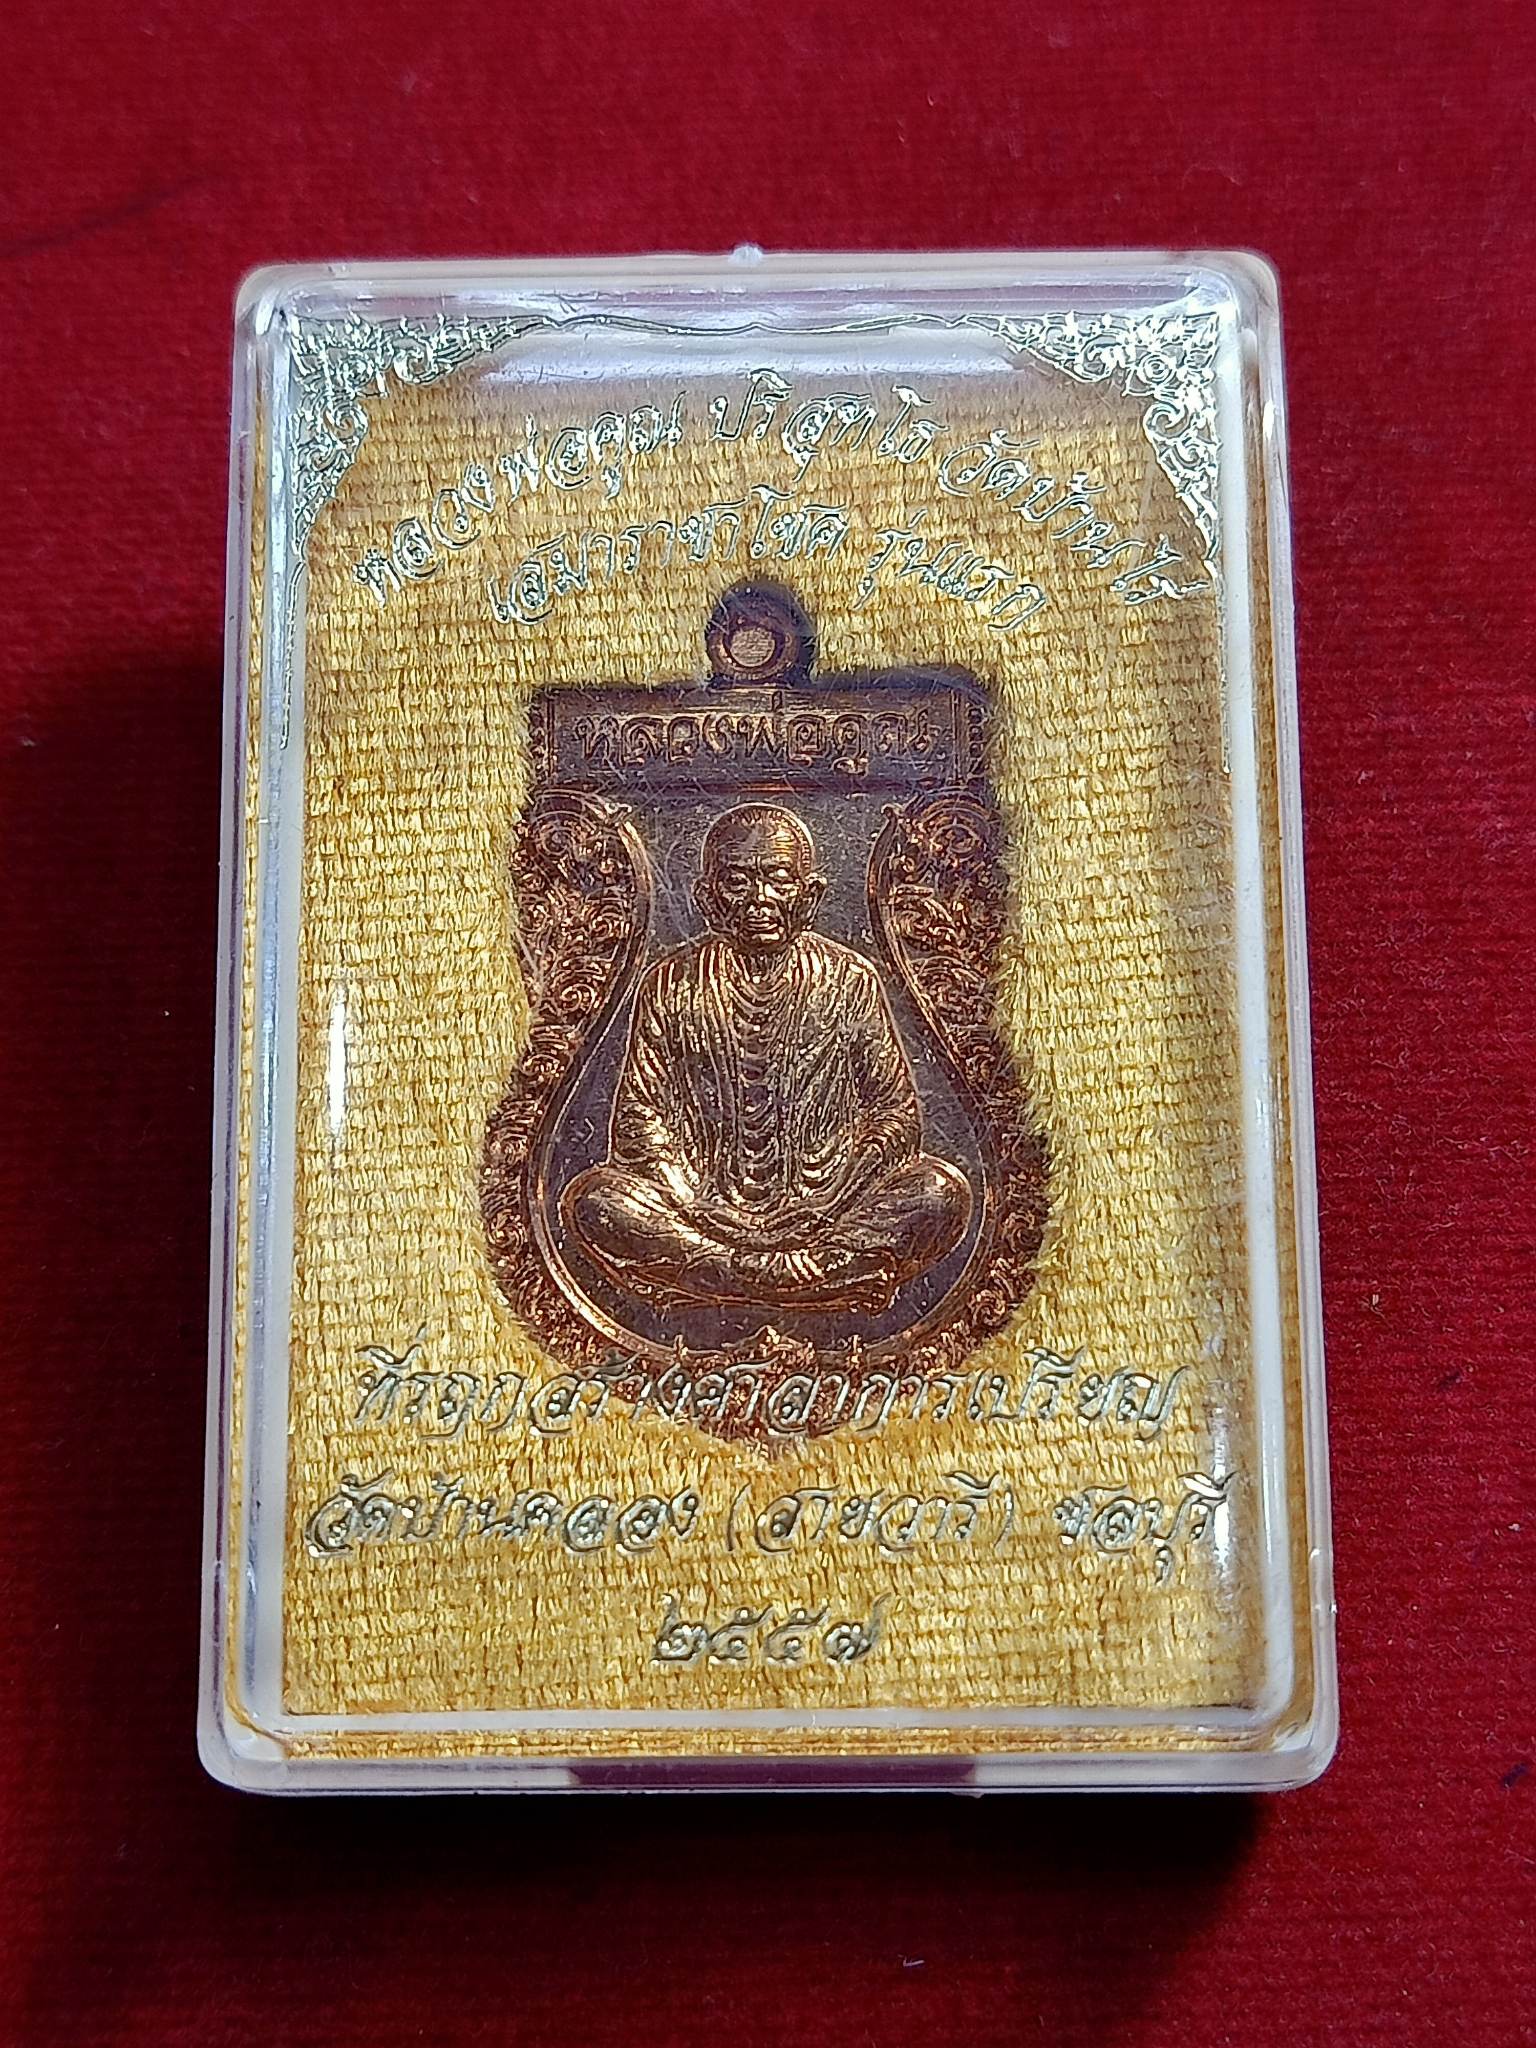 หลวงพ่อคูณ ปริสุทโธ วัดบ้านไร่
เสมาราชาโชค รุ่นแรก
หลวงพ่อคูณ
ที่ระลึกสร้างศาลาการเปรียญ
วัดบ้านคลอง (สายวารี) ชลบุรี
๒๕๕๗